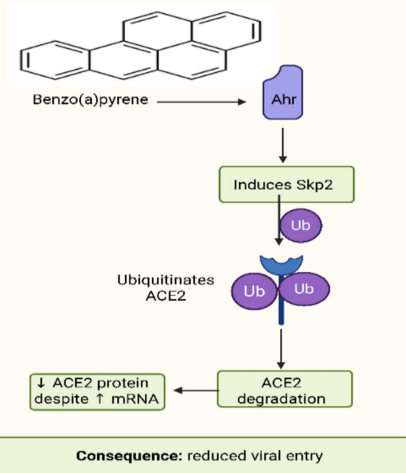 Benzo(a)pyrene
Ahr
Induces Skp2
Ub
Ubiquitinates
ACE2
Ub
Ub
ACE2
degradation
↓ ACE2 protein
despite ↑ mRNA
Consequence: reduced viral entry